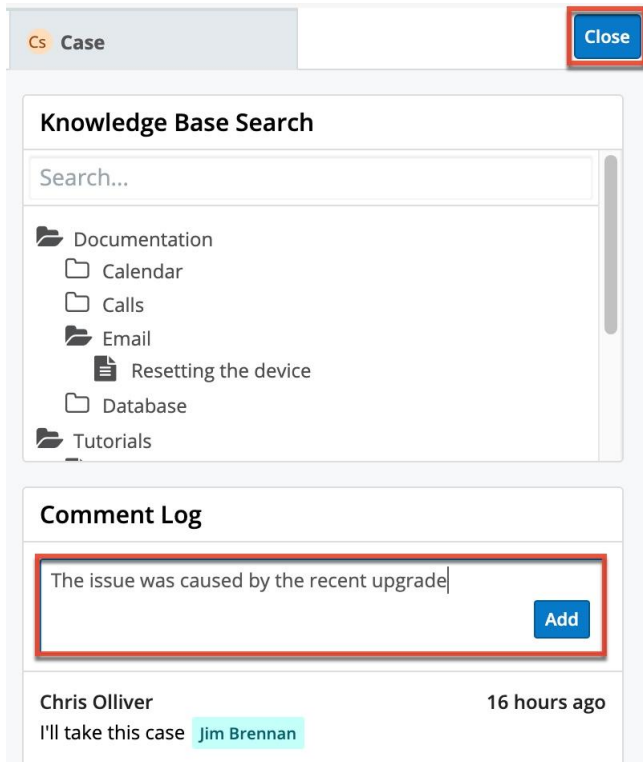 Cs Case
Close
Knowledge Base Search
Search...
Documentation
Calendar
Calls
Email
Resetting the device
Database
Tutorials
Comment Log
The issue was caused by the recent upgrade
Add
Chris Olliver 16 hours ago
I'll take this case Jim Brennan